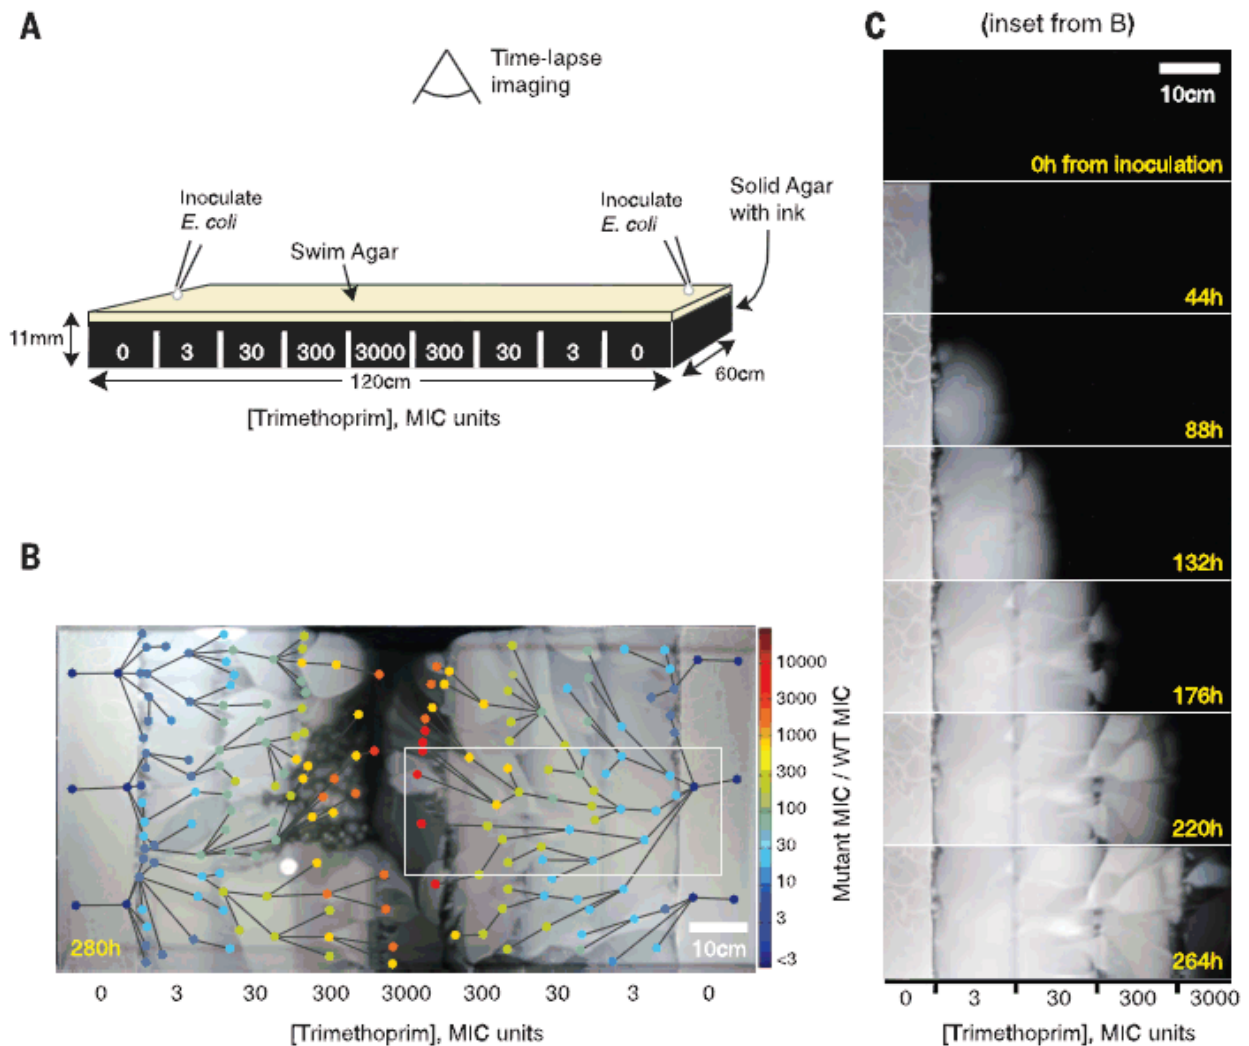 A
Time-lapse
imaging
Inoculate
E. coli
Inoculate
E. coli
Solid Agar
with ink
Swim Agar
11mm
0 3 30 300 3000 300 30 3 0
120cm
60cm
[Trimethoprim], MIC units
B
280h
10cm
10000
3000
1000
300
100
30
10
3
<3
Mutant MIC / WT MIC
0 3 30 300 3000 300 30 3 0
[Trimethoprim], MIC units
C
(inset from B)
10cm
0h from inoculation
44h
88h
132h
176h
220h
264h
0 3 30 300 3000
[Trimethoprim], MIC units